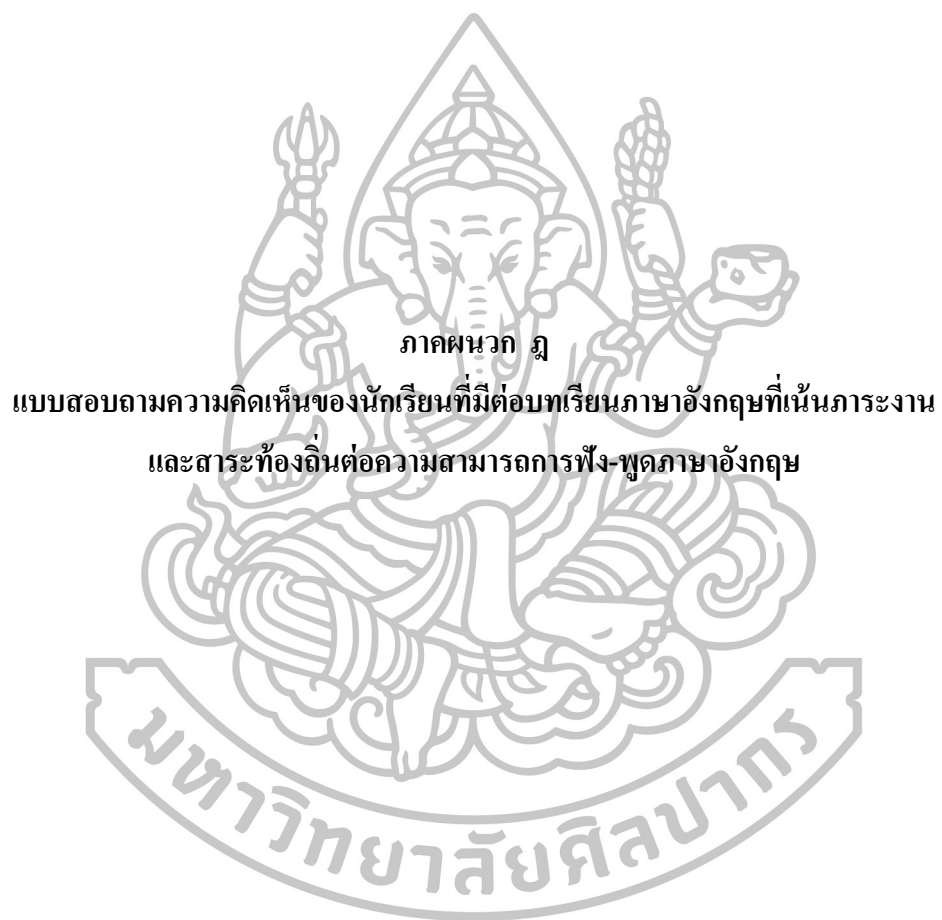 ภาคผนวก ฎ
แบบสอบถามความคิดเห็นของนักเรียนที่มีต่อบทเรียนภาษาอังกฤษที่เน้นภาระงาน
และสาระท้องถิ่นต่อความสามารถการฟัง-พูดภาษาอังกฤษ
มหาวิทยาลัยศิลปากร